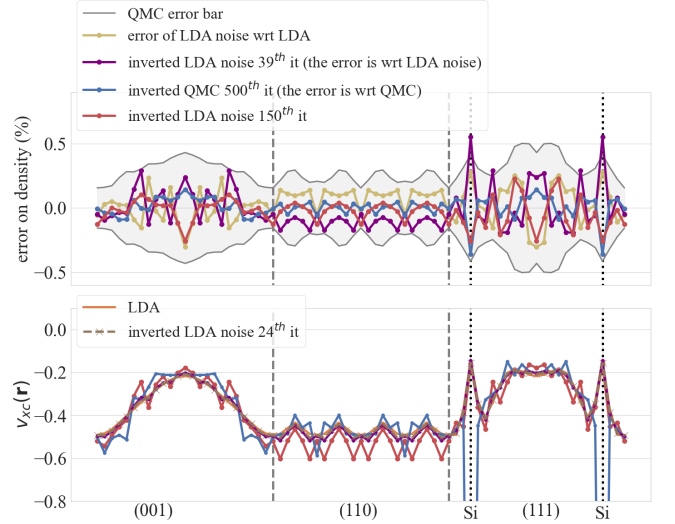 QMC error bar
error of LDA noise wrt LDA
inverted LDA noise 39th it (the error is wrt LDA noise)
inverted QMC 500th it (the error is wrt QMC)
inverted LDA noise 150th it
error on density (%)
0.5
0.0
−0.5
LDA
inverted LDA noise 24th it
vxc(r)
0.0
−0.2
−0.4
−0.6
−0.8
(001) (110) Si (111) Si